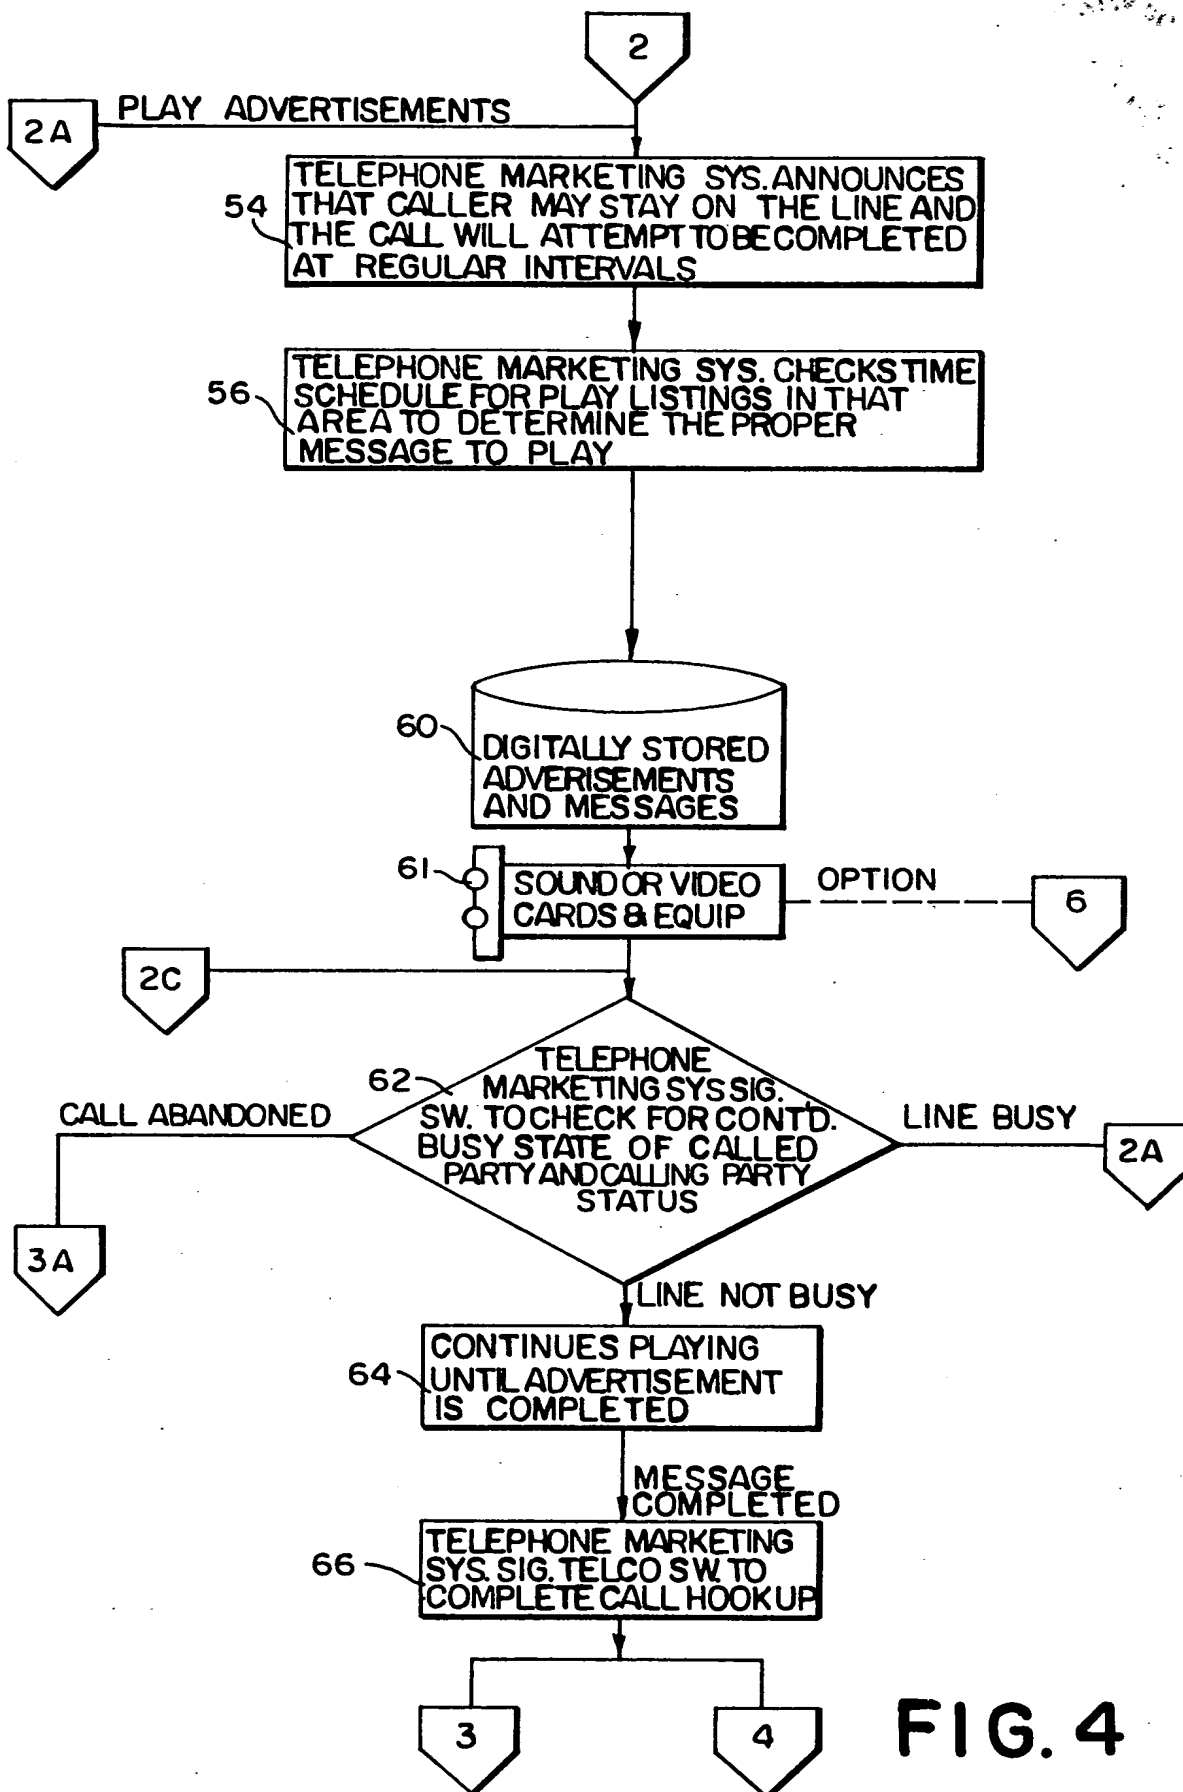 2
PLAY ADVERTISEMENTS
2A
TELEPHONE MARKETING SYS. ANNOUNCES
THAT CALLER MAY STAY ON THE LINE AND
THE CALL WILL ATTEMPT TO BE COMPLETED
AT REGULAR INTERVALS
54
TELEPHONE MARKETING SYS. CHECKS TIME
SCHEDULE FOR PLAY LISTINGS IN THAT
AREA TO DETERMINE THE PROPER
MESSAGE TO PLAY
56
60
DIGITALLY STORED
ADVERISEMENTS
AND MESSAGES
61
SOUND OR VIDEO
CARDS & EQUIP
OPTION
6
2C
TELEPHONE
MARKETING SYS SIG.
SW. TO CHECK FOR CONT'D.
BUSY STATE OF CALLED
PARTY AND CALLING PARTY
STATUS
62
CALL ABANDONED
LINE BUSY
2A
3A
LINE NOT BUSY
CONTINUES PLAYING
UNTIL ADVERTISEMENT
IS COMPLETED
64
MESSAGE
COMPLETED
TELEPHONE MARKETING
SYS. SIG. TELCO SW. TO
COMPLETE CALL HOOKUP
66
3
4
FIG. 4